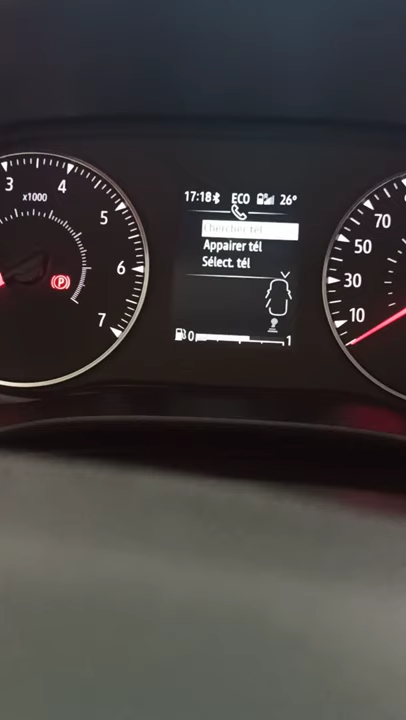 3
4
x1000
5
6
7
P
17:18 ECO 26°
Chercher tél
Appairer tél
Sélect. tél
0 1
70
50
30
10